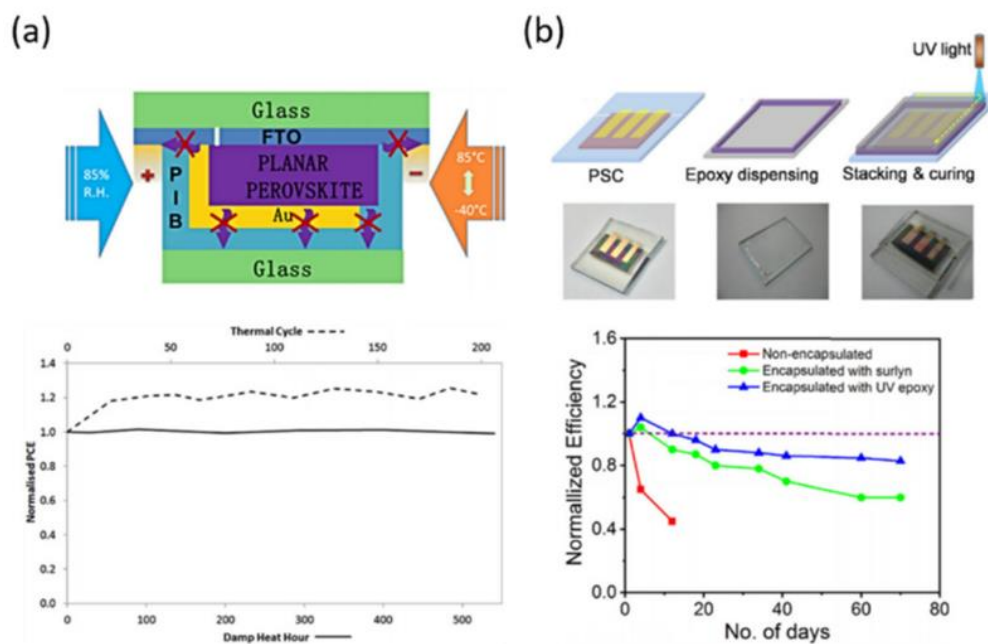 (a)
Glass
FTO
85%
R.H.
+
P
I
B
PLANAR
PEROVSKITE
Au
−
85°C
-40°C
Glass
Thermal Cycle
0
50
100
150
200
1.4
1.2
1.0
0.8
0.6
0.4
0.2
0.0
Normalised PCE
0
100
200
300
400
500
Damp Heat Hour
(b)
UV light
PSC
Epoxy dispensing
Stacking & curing
Non-encapsulated
Encapsulated with surlyn
Encapsulated with UV epoxy
1.6
1.2
0.8
0.4
0.0
Normallized Efficiency
0
20
40
60
80
No. of days